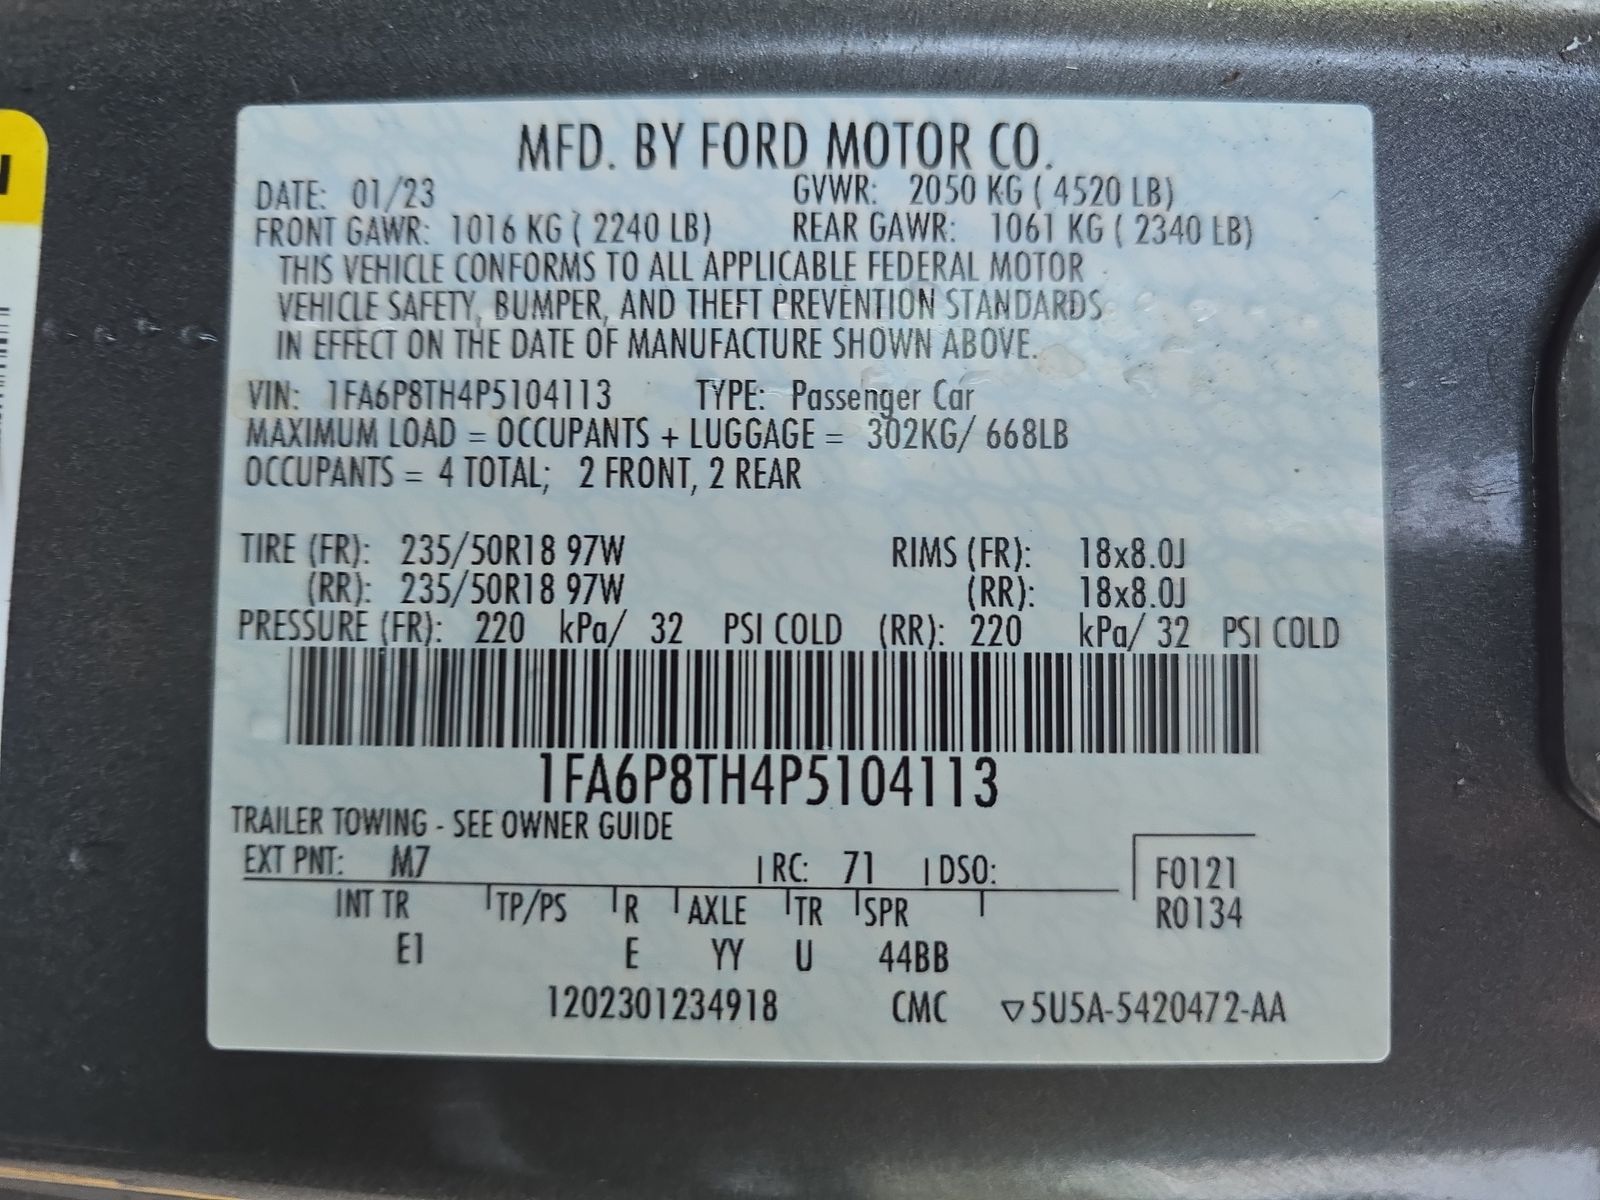 MFD. BY FORD MOTOR CO.
DATE: 01/23 GVWR: 2050 KG ( 4520 LB)
FRONT GAWR: 1016 KG ( 2240 LB) REAR GAWR: 1061 KG ( 2340 LB)
THIS VEHICLE CONFORMS TO ALL APPLICABLE FEDERAL MOTOR
VEHICLE SAFETY, BUMPER, AND THEFT PREVENTION STANDARDS
IN EFFECT ON THE DATE OF MANUFACTURE SHOWN ABOVE.
VIN: 1FA6P8TH4P5104113 TYPE: Passenger Car
MAXIMUM LOAD = OCCUPANTS + LUGGAGE = 302KG/ 668LB
OCCUPANTS = 4 TOTAL; 2 FRONT, 2 REAR
TIRE (FR): 235/50R18 97W RIMS (FR): 18x8.0J
(RR): 235/50R18 97W (RR): 18x8.0J
PRESSURE (FR): 220 kPa/ 32 PSI COLD (RR): 220 kPa/ 32 PSI COLD
1FA6P8TH4P5104113
TRAILER TOWING - SEE OWNER GUIDE
EXT PNT: M7 RC: 71 DSO: F0121
INT TR TP/PS R AXLE TR SPR R0134
E1 E YY U 44BB
1202301234918 CMC ▽5U5A-5420472-AA